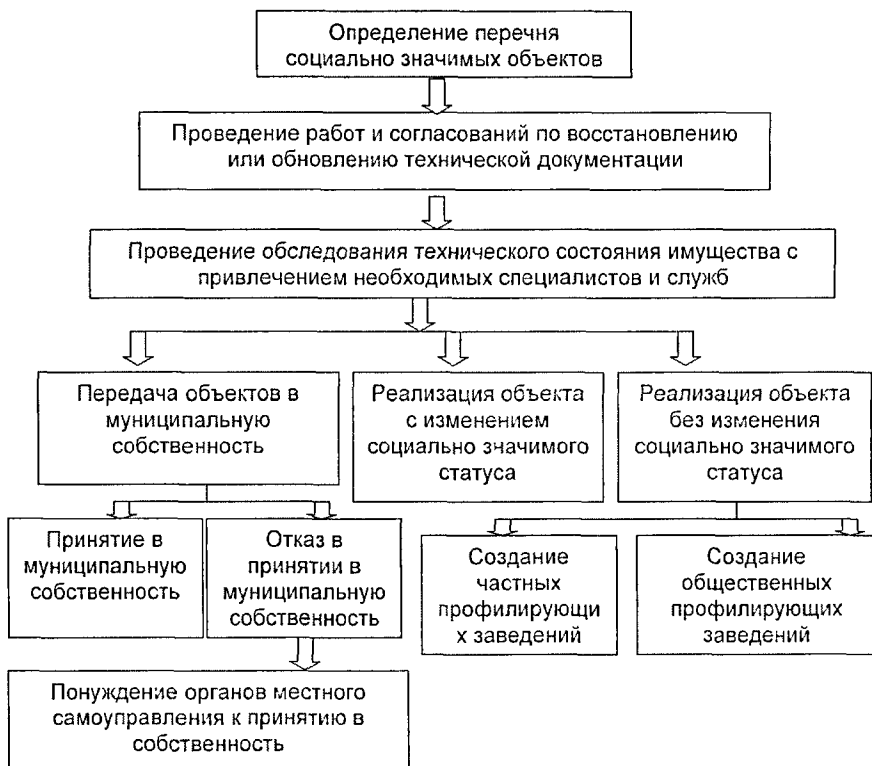 Определение перечня
социально значимых объектов
Проведение работ и согласований по восстановлению
или обновлению технической документации
Проведение обследования технического состояния имущества с
привлечением необходимых специалистов и служб
Передача объектов в
муниципальную
собственность
Реализация объекта
с изменением
социально значимого
статуса
Реализация объекта
без изменения
социально значимого
статуса
Принятие в
муниципальную
собственность
Отказ в
принятии в
муниципальную
собственность
Создание
частных
профилирующи
х заведений
Создание
общественных
профилирующих
заведений
Понуждение органов местного
самоуправления к принятию в
собственность